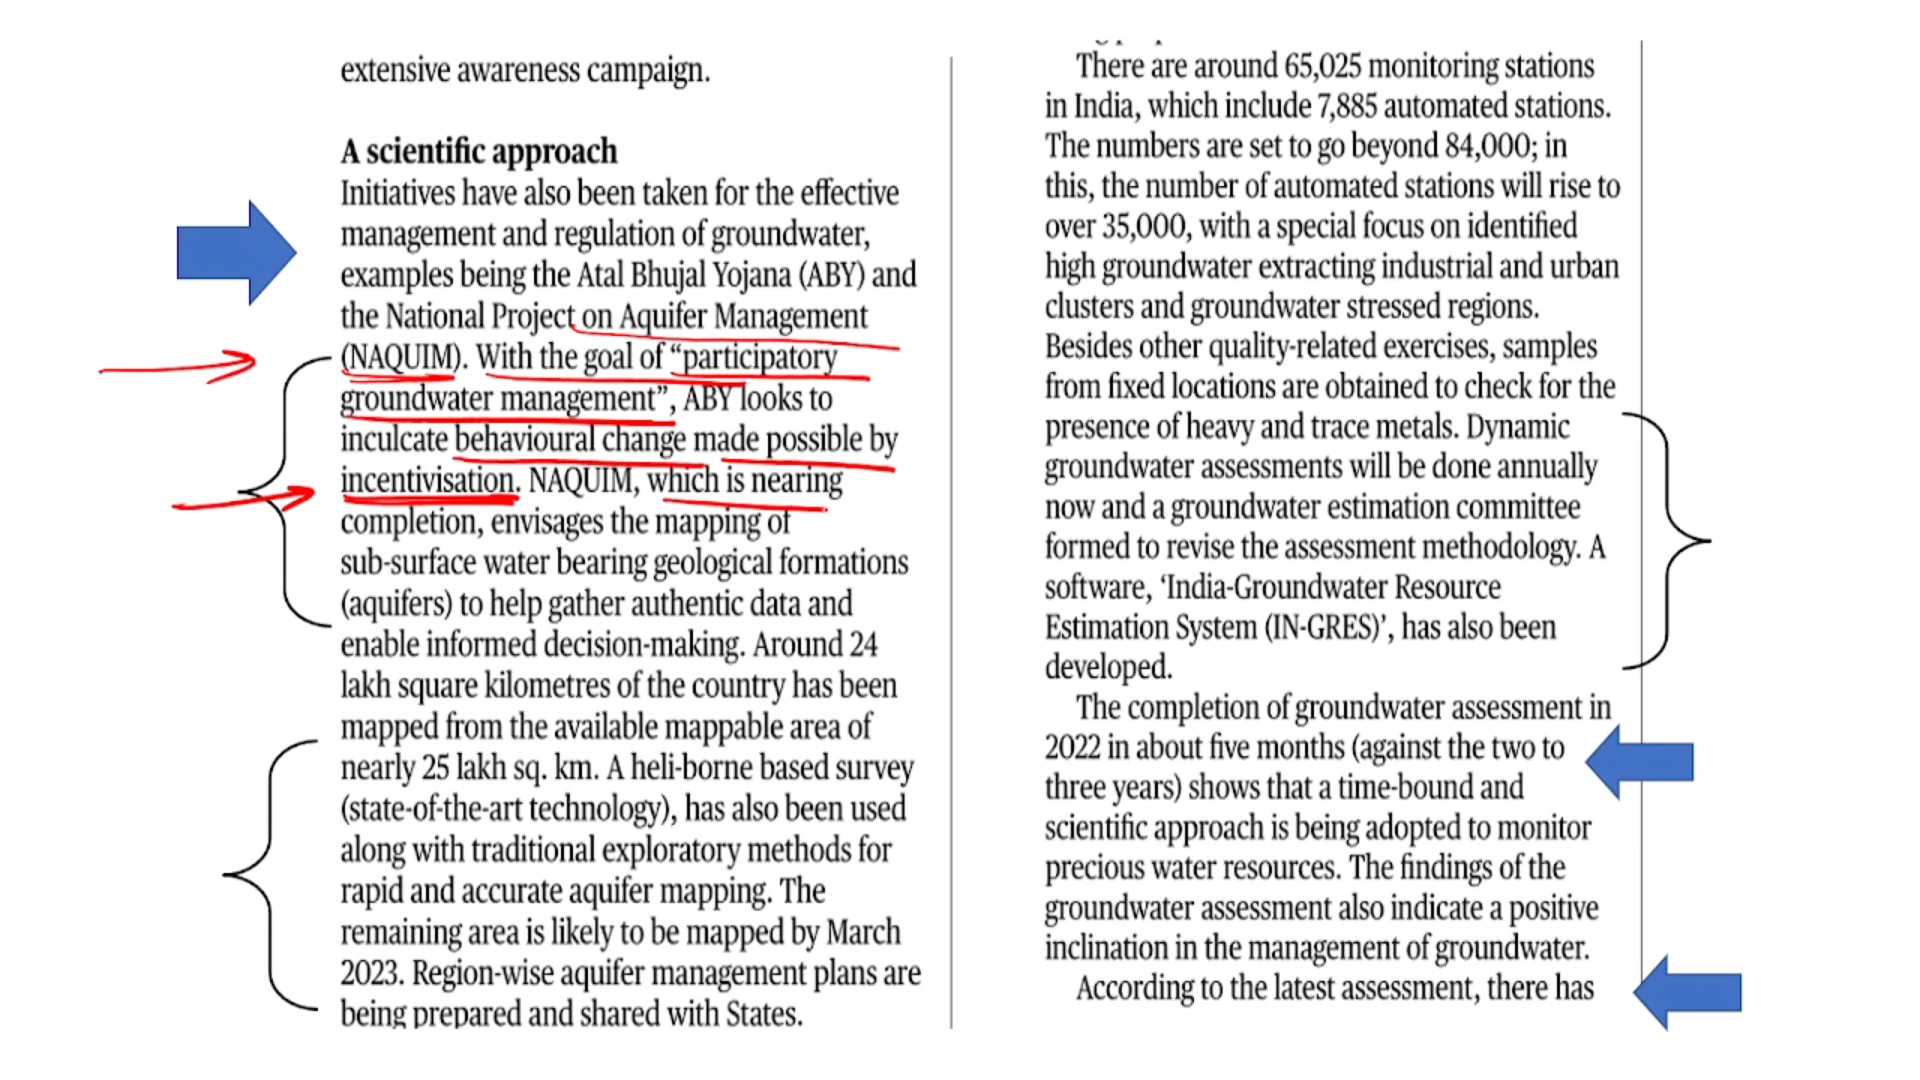 extensive awareness campaign.
A scientific approach
Initiatives have also been taken for the effective
management and regulation of groundwater,
examples being the Atal Bhujal Yojana (ABY) and
the National Project on Aquifer Management
(NAQUIM). With the goal of “participatory
groundwater management”, ABY looks to
inculcate behavioural change made possible by
incentivisation. NAQUIM, which is nearing
completion, envisages the mapping of
sub-surface water bearing geological formations
(aquifers) to help gather authentic data and
enable informed decision-making. Around 24
lakh square kilometres of the country has been
mapped from the available mappable area of
nearly 25 lakh sq. km. A heli-borne based survey
(state-of-the-art technology), has also been used
along with traditional exploratory methods for
rapid and accurate aquifer mapping. The
remaining area is likely to be mapped by March
2023. Region-wise aquifer management plans are
being prepared and shared with States.
There are around 65,025 monitoring stations
in India, which include 7,885 automated stations.
The numbers are set to go beyond 84,000; in
this, the number of automated stations will rise to
over 35,000, with a special focus on identified
high groundwater extracting industrial and urban
clusters and groundwater stressed regions.
Besides other quality-related exercises, samples
from fixed locations are obtained to check for the
presence of heavy and trace metals. Dynamic
groundwater assessments will be done annually
now and a groundwater estimation committee
formed to revise the assessment methodology. A
software, ‘India-Groundwater Resource
Estimation System (IN-GRES)’, has also been
developed.
The completion of groundwater assessment in
2022 in about five months (against the two to
three years) shows that a time-bound and
scientific approach is being adopted to monitor
precious water resources. The findings of the
groundwater assessment also indicate a positive
inclination in the management of groundwater.
According to the latest assessment, there has